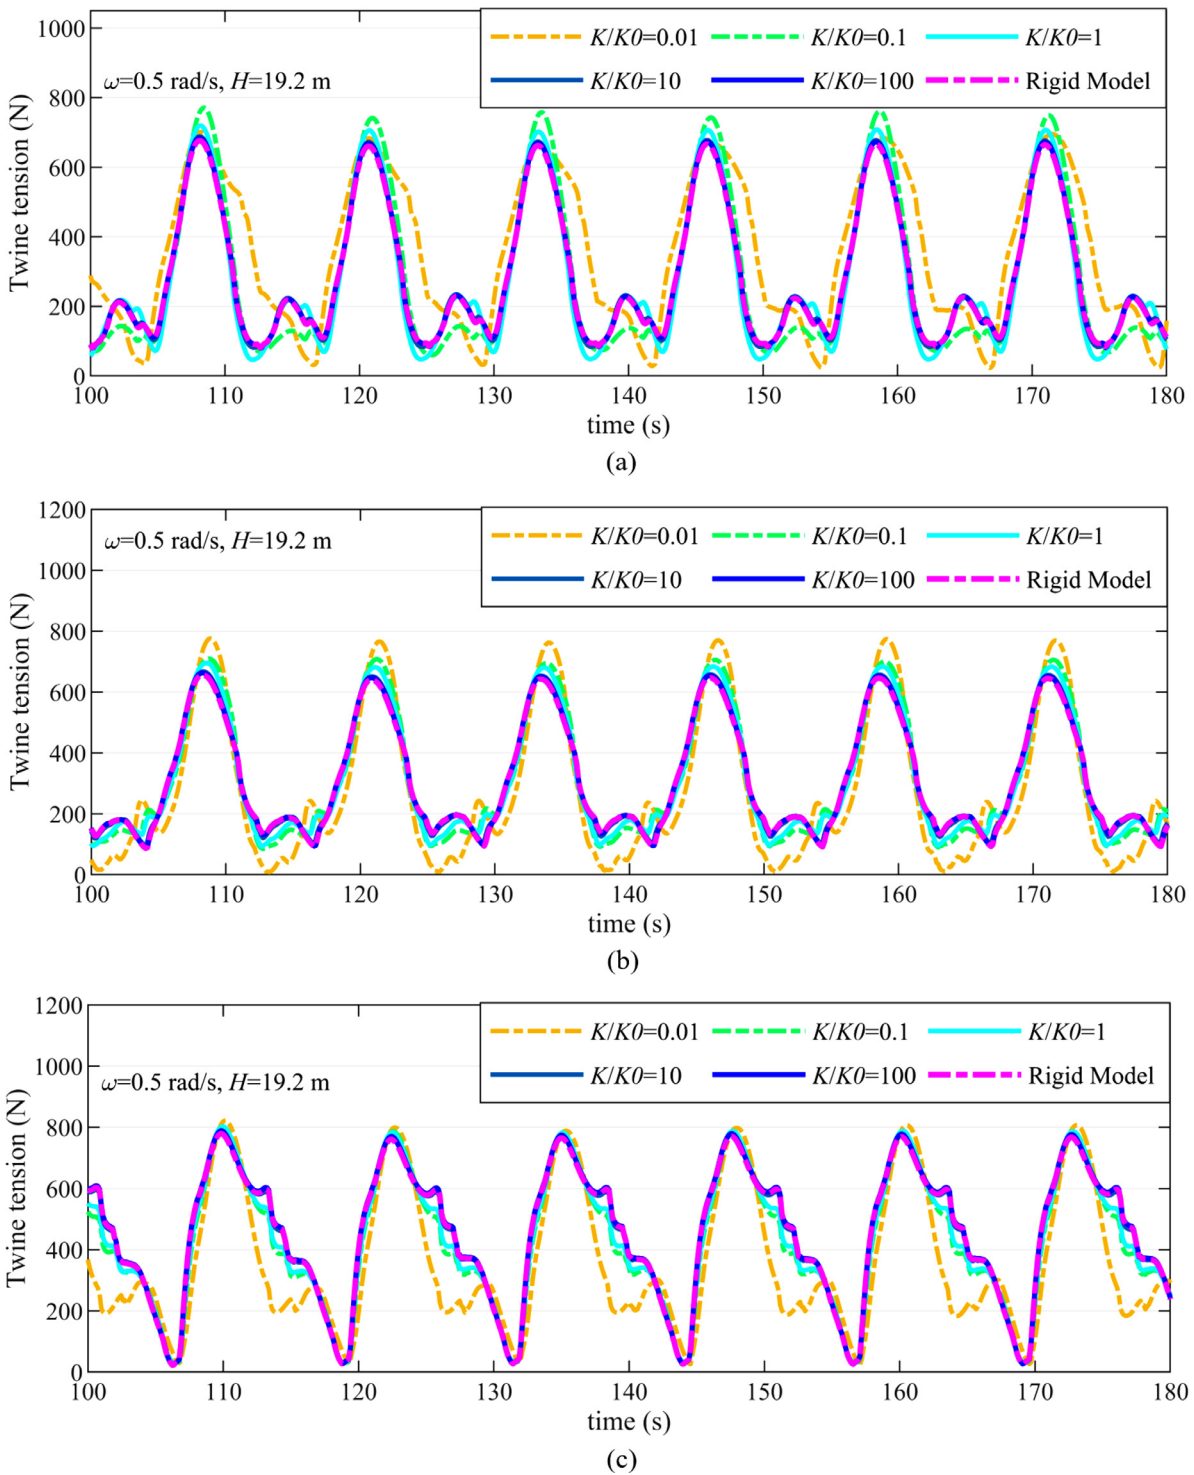 1000
800
600
400
200
0
Twine tension (N)
ω=0.5 rad/s, H=19.2 m
K/K0=0.01 K/K0=0.1 K/K0=1
K/K0=10 K/K0=100 Rigid Model
100 110 120 130 140 150 160 170 180
time (s)
(a)
1200
1000
800
600
400
200
0
Twine tension (N)
ω=0.5 rad/s, H=19.2 m
K/K0=0.01 K/K0=0.1 K/K0=1
K/K0=10 K/K0=100 Rigid Model
100 110 120 130 140 150 160 170 180
time (s)
(b)
1200
1000
800
600
400
200
0
Twine tension (N)
ω=0.5 rad/s, H=19.2 m
K/K0=0.01 K/K0=0.1 K/K0=1
K/K0=10 K/K0=100 Rigid Model
100 110 120 130 140 150 160 170 180
time (s)
(c)